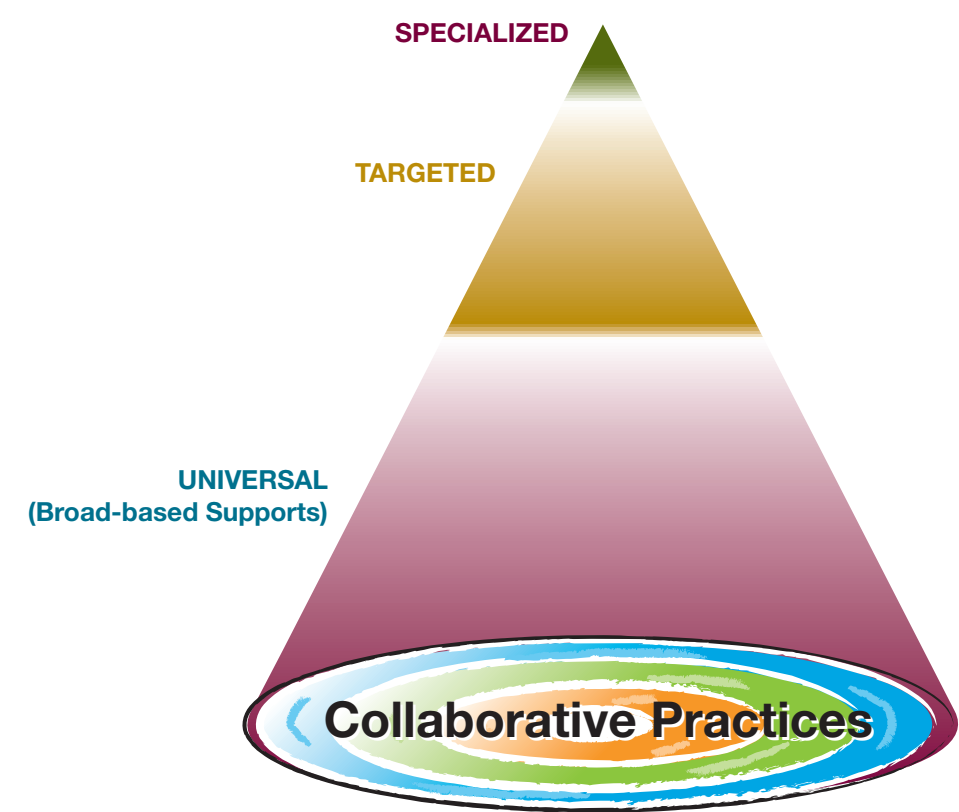 SPECIALIZED
TARGETED
UNIVERSAL
(Broad-based Supports)
Collaborative Practices